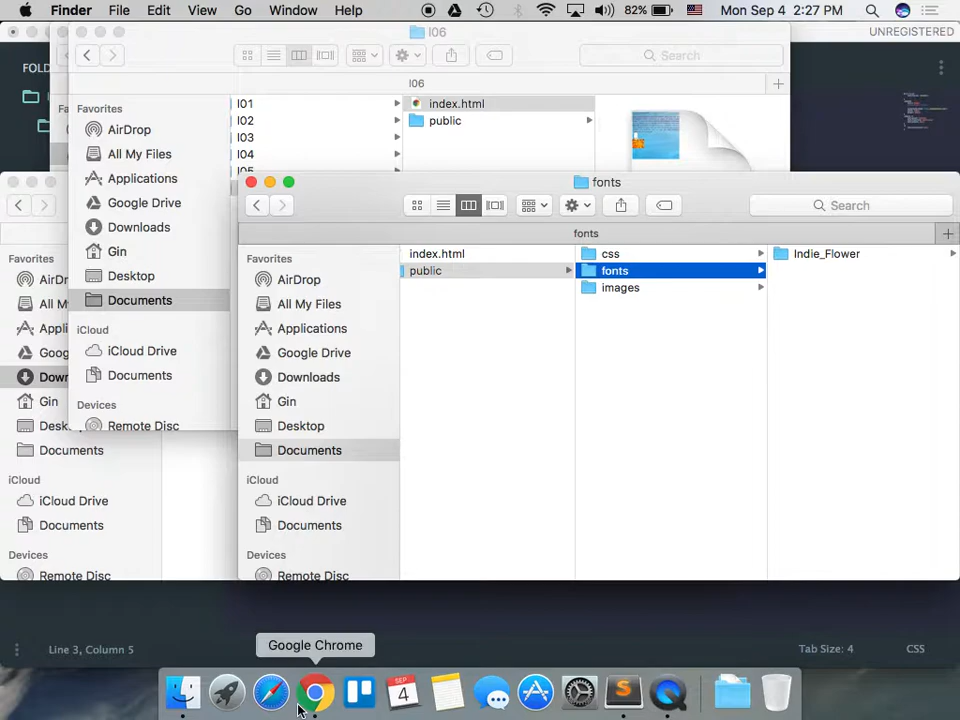 Finder File Edit View Go Window Help 82% Mon Sep 4 2:27 PM
l06
UNREGISTERED
Search
l06
Favorites
AirDrop
All My Files
Applications
Google Drive
Downloads
Gin
Desktop
Documents
iCloud
iCloud Drive
Documents
Devices
Remote Disc
l01
l02
l03
l04
index.html
public
fonts
Search
fonts
Favorites
AirDrop
All My Files
Applications
Google Drive
Downloads
Gin
Desktop
Documents
iCloud
iCloud Drive
Documents
Devices
Remote Disc
index.html
public
css
fonts
images
Indie_Flower
Favorites
Gin
Documents
iCloud
iCloud Drive
Documents
Devices
Remote Disc
Google Chrome
Line 3, Column 5
Tab Size: 4
CSS
SEP
4